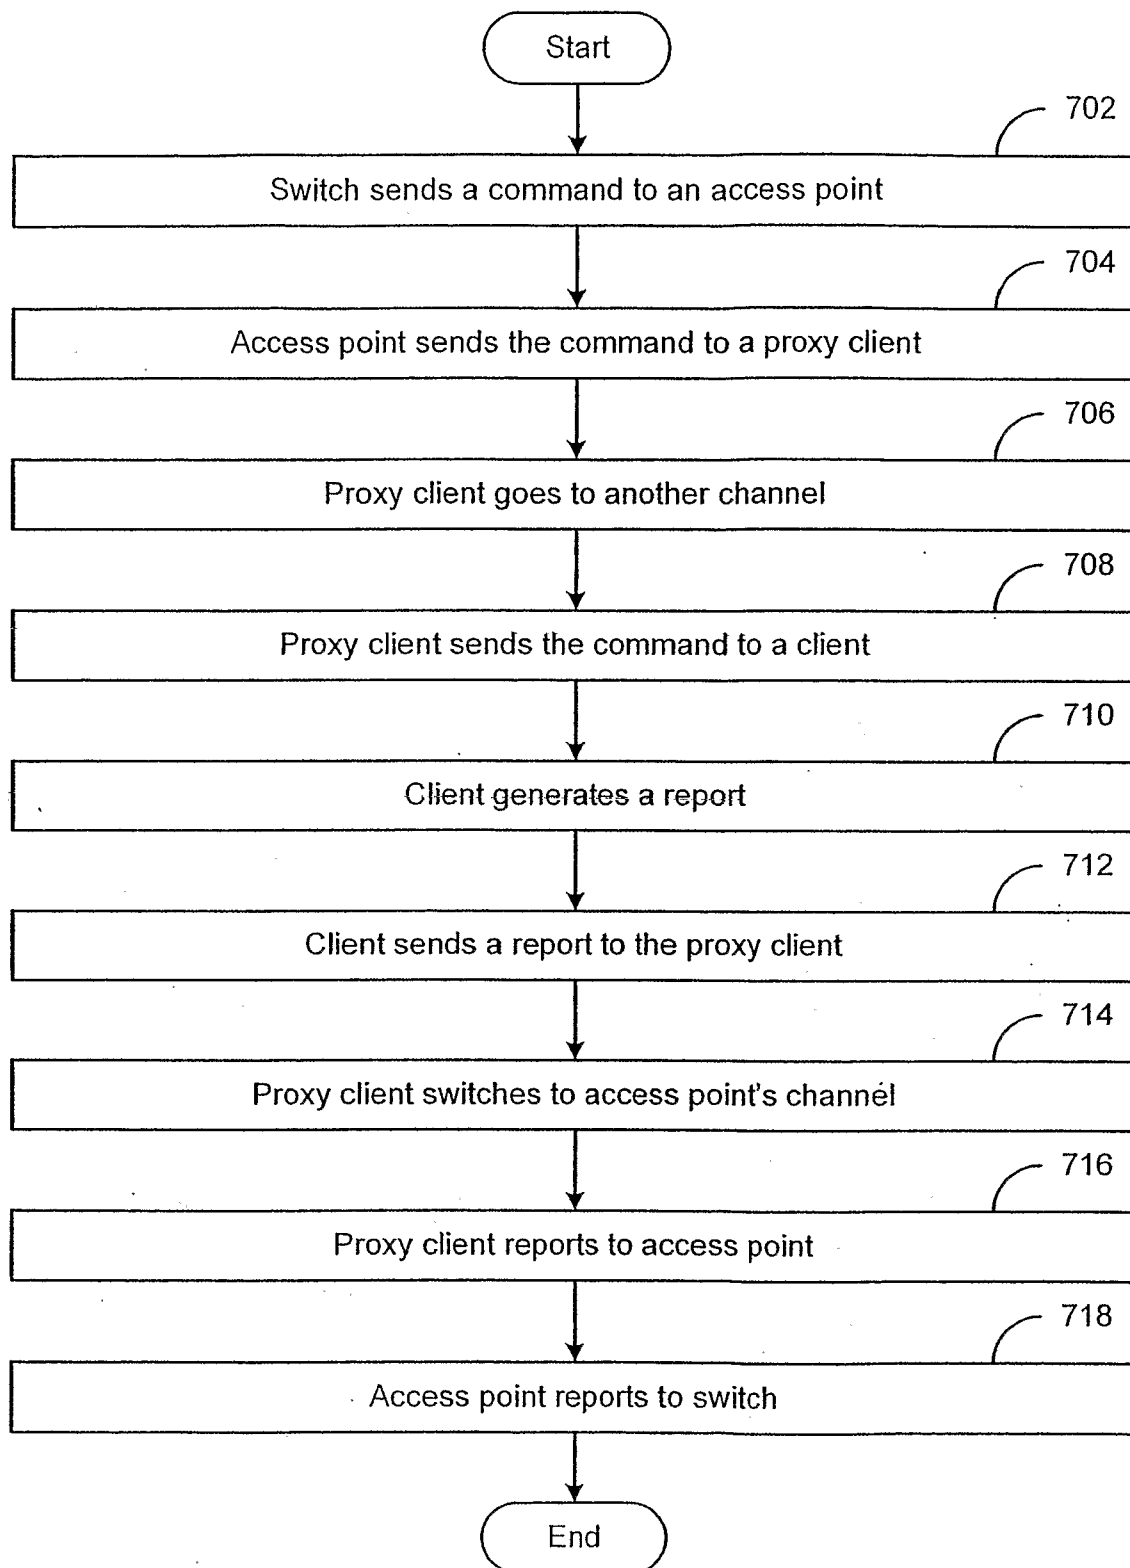 Start
702
Switch sends a command to an access point
704
Access point sends the command to a proxy client
706
Proxy client goes to another channel
708
Proxy client sends the command to a client
710
Client generates a report
712
Client sends a report to the proxy client
714
Proxy client switches to access point's channel
716
Proxy client reports to access point
718
Access point reports to switch
End